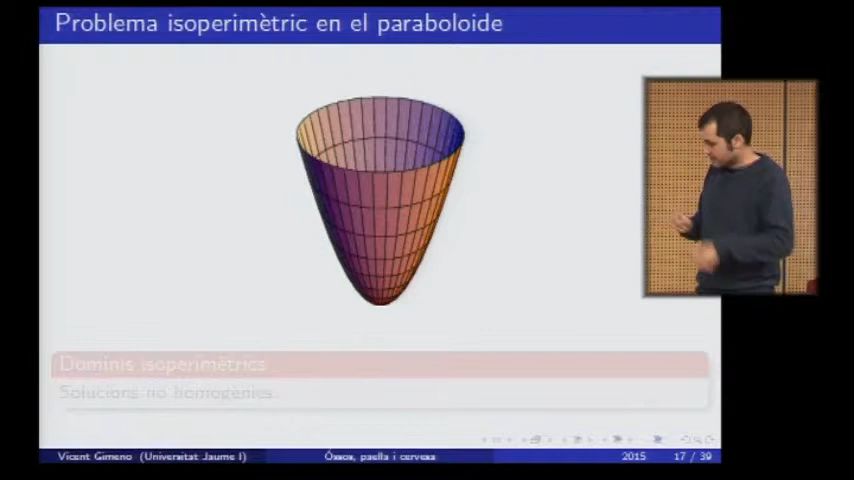 Problema isoperimètric en el paraboloide
Dominis isoperimètrics
Solucions no homogènies.
Vicent Gimeno (Universitat Jaume I)
Óssos, paella i cervesa
2015
17 / 39